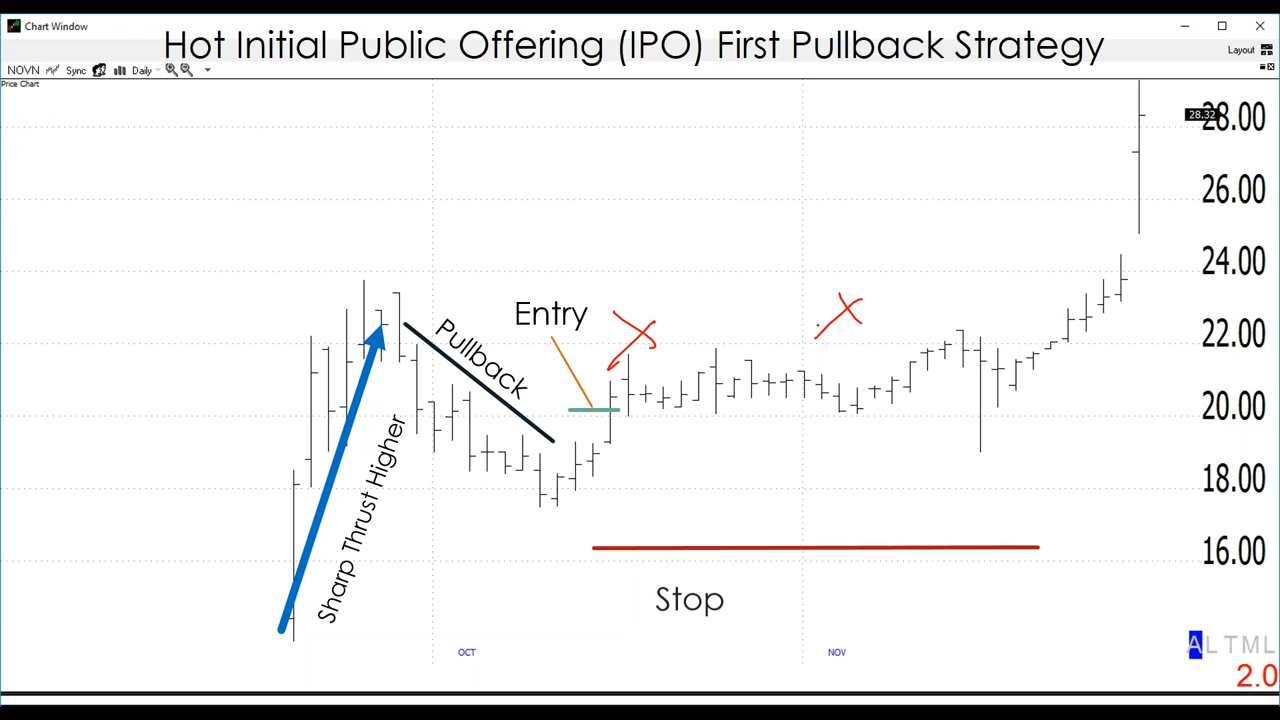 Chart Window
Hot Initial Public Offering (IPO) First Pullback Strategy
Layout
NOVN Sync Daily
Price Chart
28.32
28.00
26.00
24.00
Entry
Pullback
22.00
20.00
Sharp Thrust Higher
18.00
16.00
Stop
OCT
NOV
ALTML
2.0